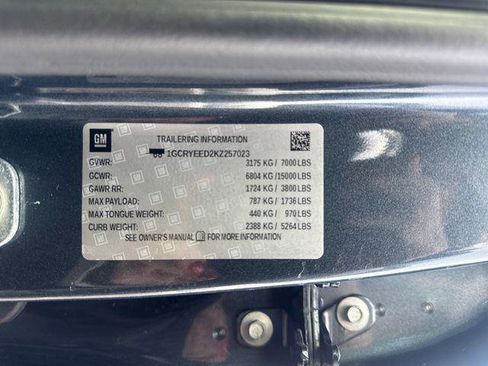 GM
TRAILERING INFORMATION
1GCRYEED2KZ257023
GVWR: 3175 KG / 7000 LBS
GCWR: 6804 KG /15000 LBS
GAWR RR: 1724 KG / 3800 LBS
MAX PAYLOAD: 787 KG / 1736 LBS
MAX TONGUE WEIGHT: 440 KG / 970 LBS
CURB WEIGHT: 2388 KG / 5264 LBS
SEE OWNER'S MANUAL FOR MORE INFORMATION